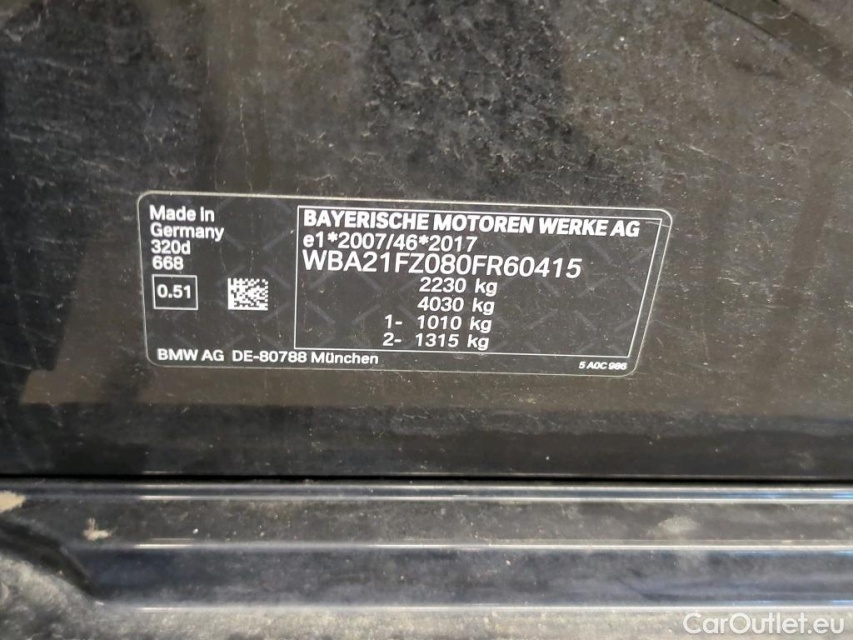 Made in
Germany
320d
668
0.51
BAYERISCHE MOTOREN WERKE AG
e1*2007/46*2017
WBA21FZ080FR60415
2230 kg
4030 kg
1- 1010 kg
2- 1315 kg
BMW AG DE-80788 München
5 A0C 986
CarOutlet.eu